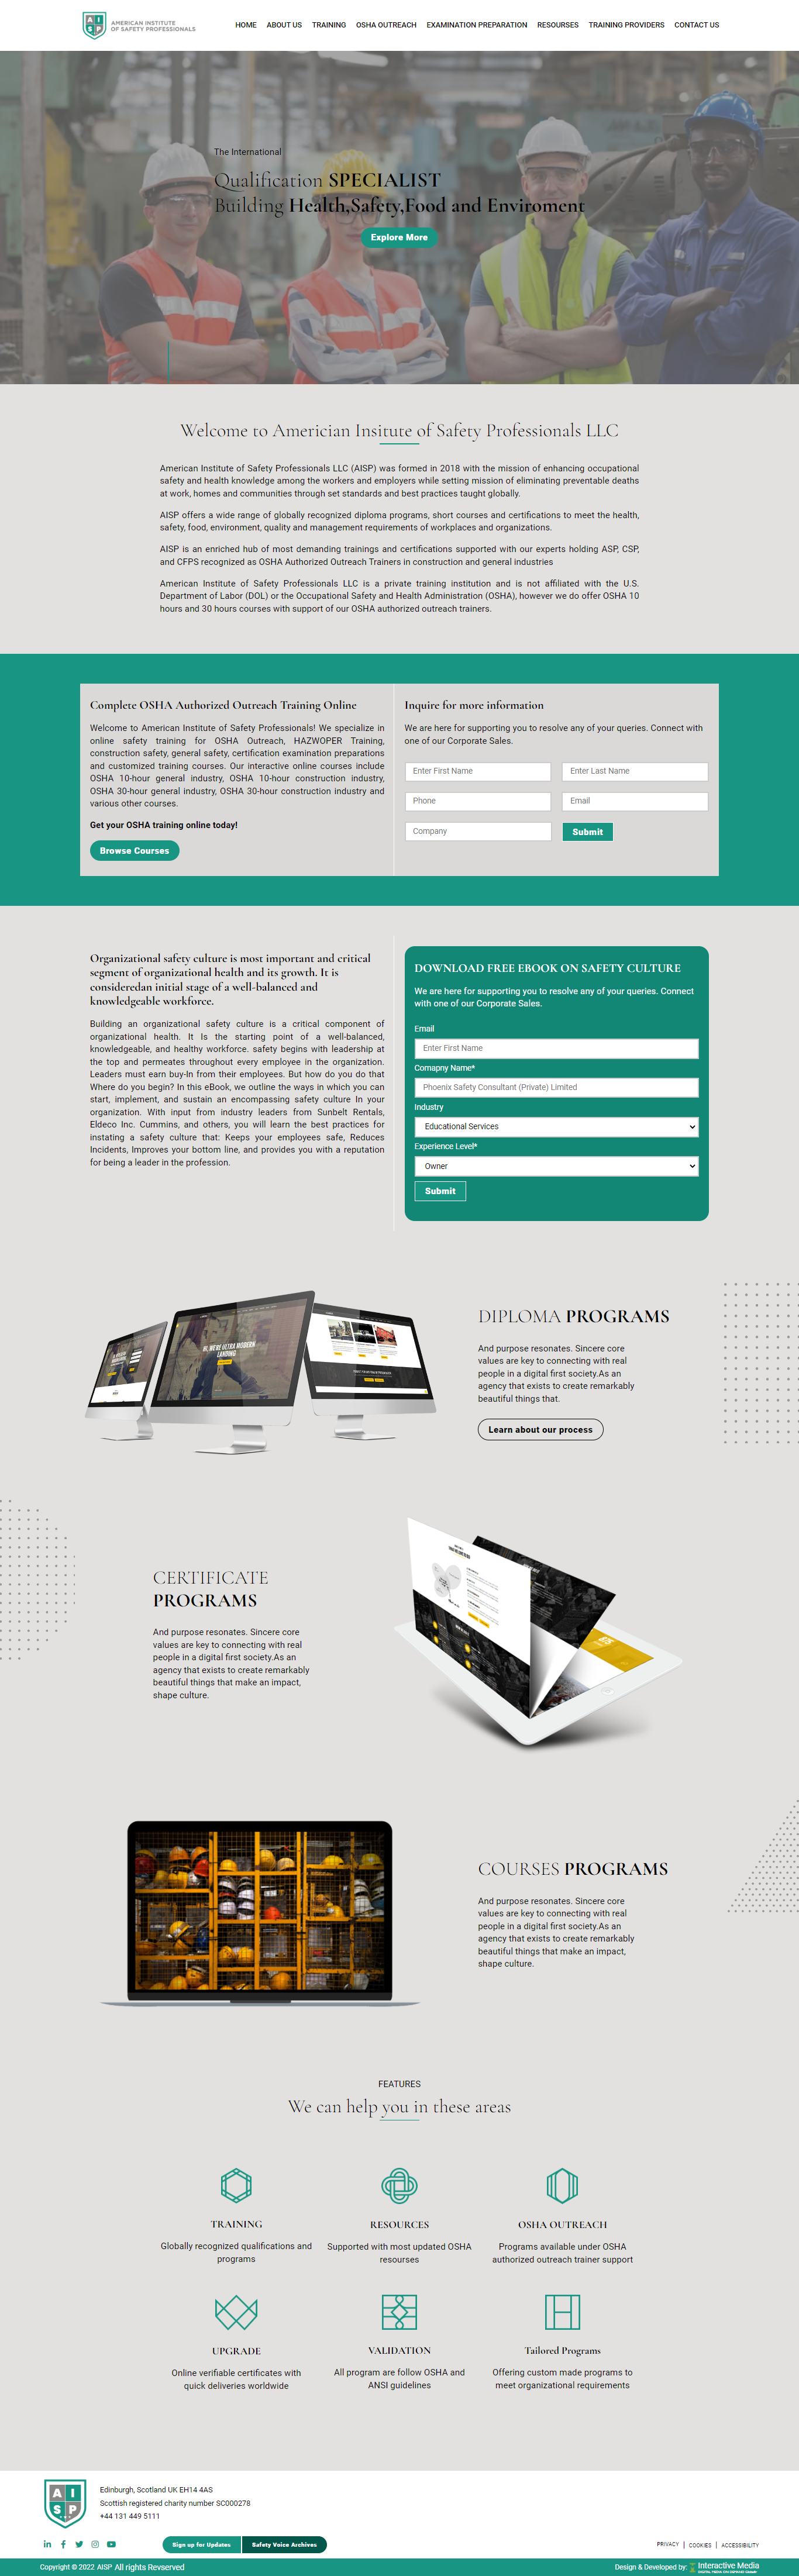 AMERICAN INSTITUTE
OF SAFETY PROFESSIONALS
HOME ABOUT US TRAINING OSHA OUTREACH EXAMINATION PREPARATION RESOURSES TRAINING PROVIDERS CONTACT US
The International
Qualification SPECIALIST
Building Health,Safety,Food and Enviroment
Explore More
Welcome to Americian Insitute of Safety Professionals LLC
American Institute of Safety Professionals LLC (AISP) was formed in 2018 with the mission of enhancing occupational
safety and health knowledge among the workers and employers while setting mission of eliminating preventable deaths
at work, homes and communities through set standards and best practices taught globally.
AISP offers a wide range of globally recognized diploma programs, short courses and certifications to meet the health,
safety, food, environment, quality and management requirements of workplaces and organizations.
AISP is an enriched hub of most demanding trainings and certifications supported with our experts holding ASP, CSP,
and CFPS recognized as OSHA Authorized Outreach Trainers in construction and general industries
American Institute of Safety Professionals LLC is a private training institution and is not affiliated with the U.S.
Department of Labor (DOL) or the Occupational Safety and Health Administration (OSHA), however we do offer OSHA 10
hours and 30 hours courses with support of our OSHA authorized outreach trainers.
Complete OSHA Authorized Outreach Training Online
Welcome to American Institute of Safety Professionals! We specialize in
online safety training for OSHA Outreach, HAZWOPER Training,
construction safety, general safety, certification examination preparations
and customized training courses. Our interactive online courses include
OSHA 10-hour general industry, OSHA 10-hour construction industry,
OSHA 30-hour general industry, OSHA 30-hour construction industry and
various other courses.
Get your OSHA training online today!
Browse Courses
Inquire for more information
We are here for supporting you to resolve any of your queries. Connect with
one of our Corporate Sales.
Enter First Name
Enter Last Name
Phone
Email
Company
Submit
Organizational safety culture is most important and critical
segment of organizational health and its growth. It is
consideredan initial stage of a well-balanced and
knowledgeable workforce.
Building an organizational safety culture is a critical component of
organizational health. It Is the starting point of a well-balanced,
knowledgeable, and healthy workforce. safety begins with leadership at
the top and permeates throughout every employee in the organization.
Leaders must earn buy-In from their employees. But how do you do that
Where do you begin? In this eBook, we outline the ways in which you can
start, implement, and sustain an encompassing safety culture In your
organization. With input from industry leaders from Sunbelt Rentals,
Eldeco Inc. Cummins, and others, you will learn the best practices for
instating a safety culture that: Keeps your employees safe, Reduces
Incidents, Improves your bottom line, and provides you with a reputation
for being a leader in the profession.
DOWNLOAD FREE EBOOK ON SAFETY CULTURE
We are here for supporting you to resolve any of your queries. Connect
with one of our Corporate Sales.
Email
Enter First Name
Comapny Name*
Phoenix Safety Consultant (Private) Limited
Industry
Educational Services
Experience Level*
Owner
Submit
HI, WE'RE ULTRA MODERN
LANDING
DIPLOMA PROGRAMS
And purpose resonates. Sincere core
values are key to connecting with real
people in a digital first society.As an
agency that exists to create remarkably
beautiful things that.
Learn about our process
CERTIFICATE
PROGRAMS
And purpose resonates. Sincere core
values are key to connecting with real
people in a digital first society.As an
agency that exists to create remarkably
beautiful things that make an impact,
shape culture.
COURSES PROGRAMS
And purpose resonates. Sincere core
values are key to connecting with real
people in a digital first society.As an
agency that exists to create remarkably
beautiful things that make an impact,
shape culture.
FEATURES
We can help you in these areas
TRAINING
Globally recognized qualifications and
programs
RESOURCES
Supported with most updated OSHA
resourses
OSHA OUTREACH
Programs available under OSHA
authorized outreach trainer support
UPGRADE
Online verifiable certificates with
quick deliveries worldwide
VALIDATION
All program are follow OSHA and
ANSI guidelines
Tailored Programs
Offering custom made programs to
meet organizational requirements
A I
S P
Edinburgh, Scotland UK EH14 4AS
Scottish registered charity number SC000278
+44 131 449 5111
Sign up for Updates
Safety Voice Archives
PRIVACY | COOKIES | ACCESSIBILITY
Copyright © 2022 AISP All rights Revserved
Design & Developed by: Interactive Media